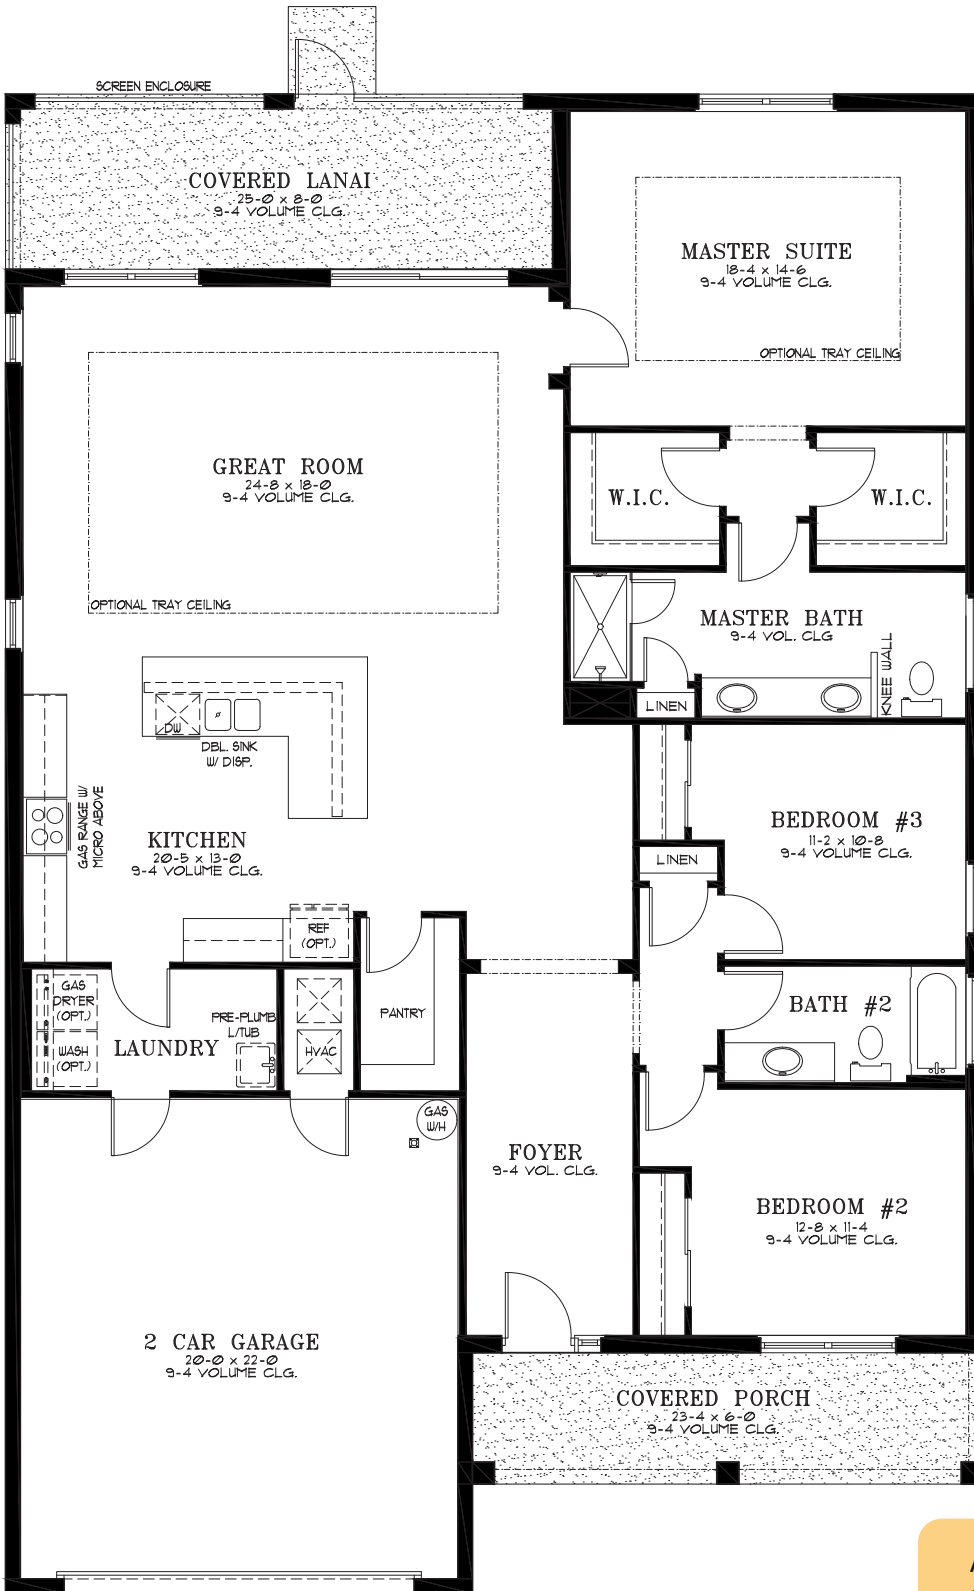 SCREEN ENCLOSURE
COVERED LANAI
25-0 x 8-0
9-4 VOLUME CLG.
MASTER SUITE
18-4 x 14-6
9-4 VOLUME CLG.
OPTIONAL TRAY CEILING
GREAT ROOM
24-8 x 18-0
9-4 VOLUME CLG.
OPTIONAL TRAY CEILING
W.I.C.
W.I.C.
MASTER BATH
9-4 VOL. CLG
KNEE WALL
LINEN
DW
DBL. SINK
W/ DISP.
GAS RANGE W/
MICRO ABOVE
KITCHEN
20-5 x 13-0
9-4 VOLUME CLG.
BEDROOM #3
11-2 x 10-8
9-4 VOLUME CLG.
LINEN
REF
(OPT.)
GAS
DRYER
(OPT.)
WASH
(OPT.)
PRE-PLUMB
L/TUB
LAUNDRY
HVAC
PANTRY
BATH #2
GAS
W/H
FOYER
9-4 VOL. CLG.
BEDROOM #2
12-8 x 11-4
9-4 VOLUME CLG.
2 CAR GARAGE
20-0 x 22-0
9-4 VOLUME CLG.
COVERED PORCH
23-4 x 6-0
9-4 VOLUME CLG.